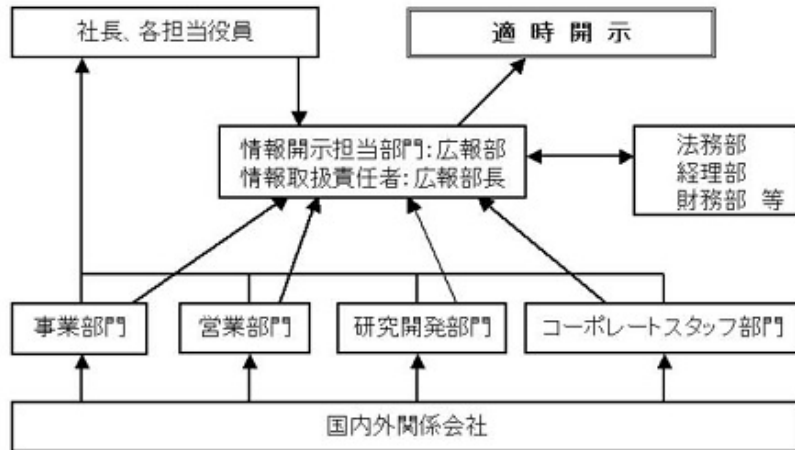 社長、各担当役員
適 時 開 示
情報開示担当部門:広報部
情報取扱責任者:広報部長
法務部
経理部
財務部 等
事業部門
営業部門
研究開発部門
コーポレートスタッフ部門
国内外関係会社